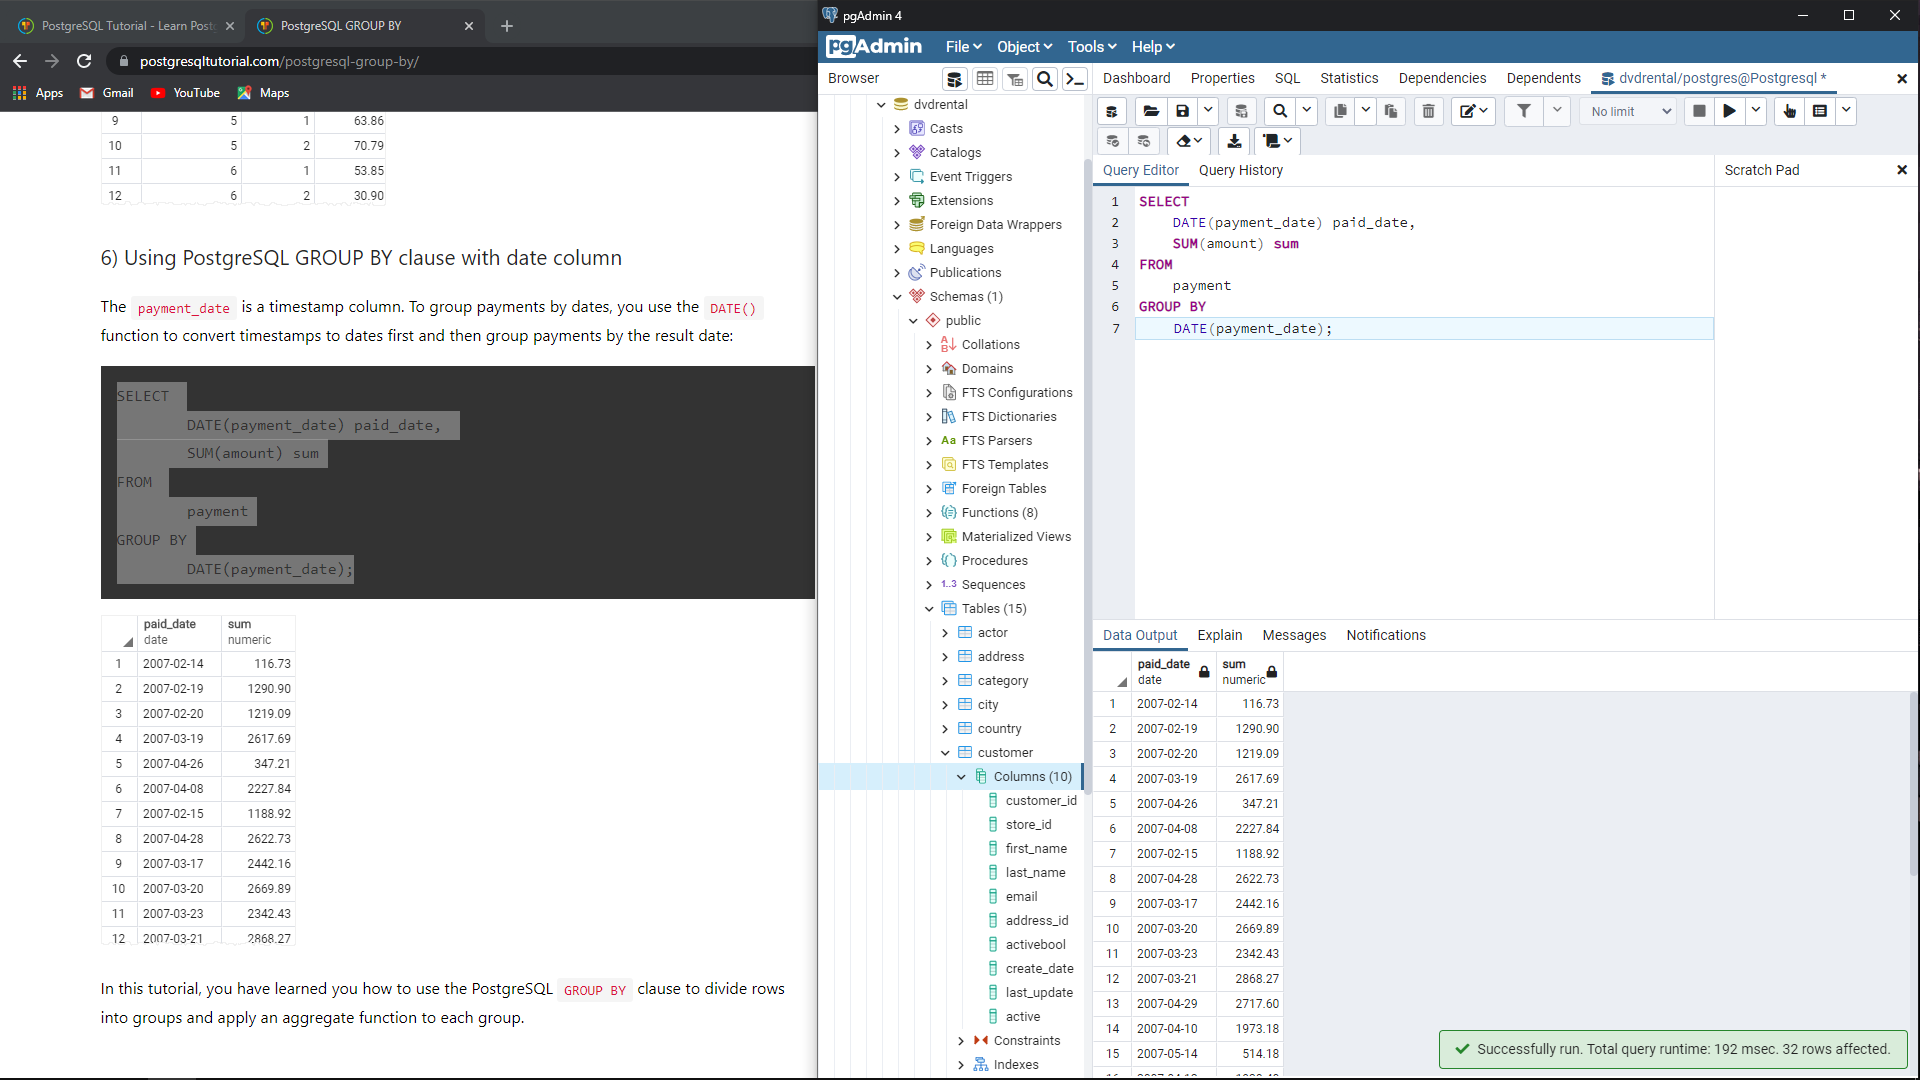 PostgreSQL Tutorial - Learn Post
PostgreSQL GROUP BY
postgresqltutorial.com/postgresql-group-by/
Apps Gmail YouTube Maps
9 5 1 63.86
10 5 2 70.79
11 6 1 53.85
12 6 2 30.90
6) Using PostgreSQL GROUP BY clause with date column
The payment_date is a timestamp column. To group payments by dates, you use the DATE()
function to convert timestamps to dates first and then group payments by the result date:
SELECT
DATE(payment_date) paid_date,
SUM(amount) sum
FROM
payment
GROUP BY
DATE(payment_date);
paid_date sum
date numeric
1 2007-02-14 116.73
2 2007-02-19 1290.90
3 2007-02-20 1219.09
4 2007-03-19 2617.69
5 2007-04-26 347.21
6 2007-04-08 2227.84
7 2007-02-15 1188.92
8 2007-04-28 2622.73
9 2007-03-17 2442.16
10 2007-03-20 2669.89
11 2007-03-23 2342.43
12 2007-03-21 2868.27
In this tutorial, you have learned you how to use the PostgreSQL GROUP BY clause to divide rows
into groups and apply an aggregate function to each group.
pgAdmin 4
pgAdmin File Object Tools Help
Browser
Dashboard Properties SQL Statistics Dependencies Dependents dvdrental/postgres@Postgresql *
dvdrental
Casts
Catalogs
Event Triggers
Extensions
Foreign Data Wrappers
Languages
Publications
Schemas (1)
public
Collations
Domains
FTS Configurations
FTS Dictionaries
Aa FTS Parsers
FTS Templates
Foreign Tables
Functions (8)
Materialized Views
Procedures
1..3 Sequences
Tables (15)
actor
address
category
city
country
customer
Columns (10)
customer_id
store_id
first_name
last_name
email
address_id
activebool
create_date
last_update
active
Constraints
Indexes
No limit
Query Editor Query History
Scratch Pad
1 SELECT
2 DATE(payment_date) paid_date,
3 SUM(amount) sum
4 FROM
5 payment
6 GROUP BY
7 DATE(payment_date);
Data Output Explain Messages Notifications
paid_date sum
date numeric
1 2007-02-14 116.73
2 2007-02-19 1290.90
3 2007-02-20 1219.09
4 2007-03-19 2617.69
5 2007-04-26 347.21
6 2007-04-08 2227.84
7 2007-02-15 1188.92
8 2007-04-28 2622.73
9 2007-03-17 2442.16
10 2007-03-20 2669.89
11 2007-03-23 2342.43
12 2007-03-21 2868.27
13 2007-04-29 2717.60
14 2007-04-10 1973.18
15 2007-05-14 514.18
Successfully run. Total query runtime: 192 msec. 32 rows affected.